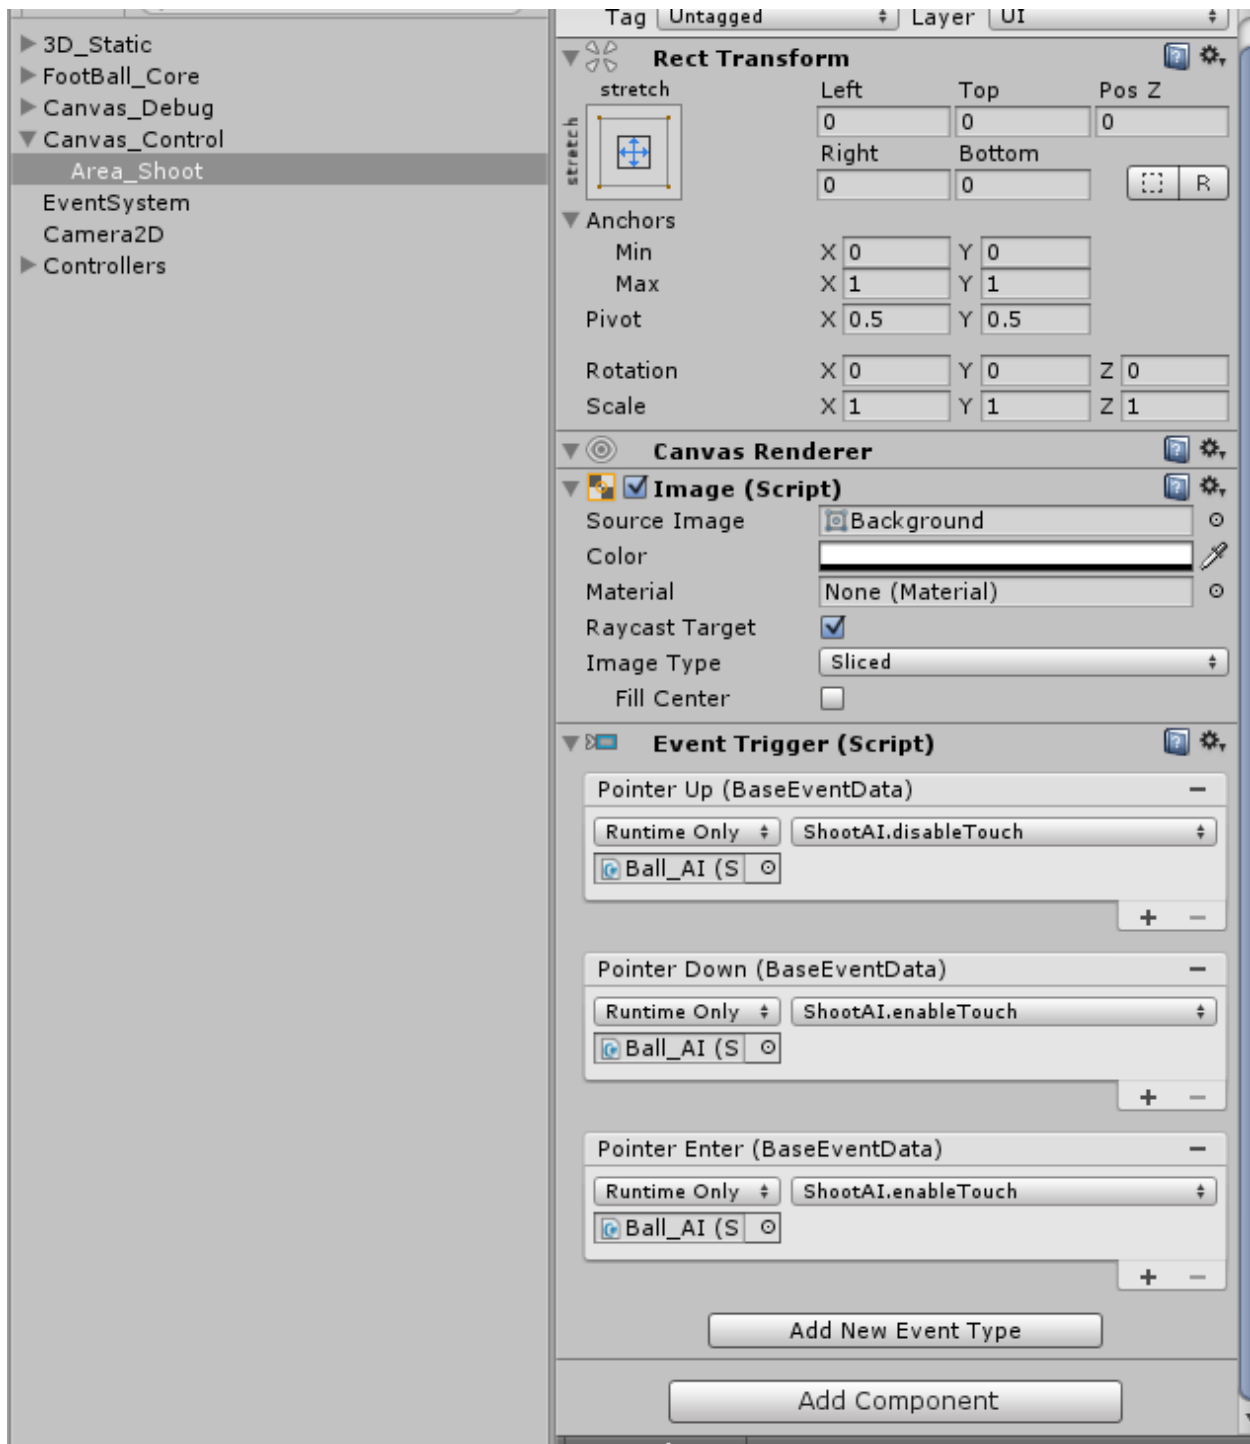 3D_Static
FootBall_Core
Canvas_Debug
Canvas_Control
Area_Shoot
EventSystem
Camera2D
Controllers
Tag Untagged Layer UI
Rect Transform
stretch Left Top Pos Z
stretch
0 0 0
Right Bottom
0 0 R
Anchors
Min X 0 Y 0
Max X 1 Y 1
Pivot X 0.5 Y 0.5
Rotation X 0 Y 0 Z 0
Scale X 1 Y 1 Z 1
Canvas Renderer
Image (Script)
Source Image Background
Color
Material None (Material)
Raycast Target
Image Type Sliced
Fill Center
Event Trigger (Script)
Pointer Up (BaseEventData)
Runtime Only ShootAI.disableTouch
Ball_AI (S
Pointer Down (BaseEventData)
Runtime Only ShootAI.enableTouch
Ball_AI (S
Pointer Enter (BaseEventData)
Runtime Only ShootAI.enableTouch
Ball_AI (S
Add New Event Type
Add Component